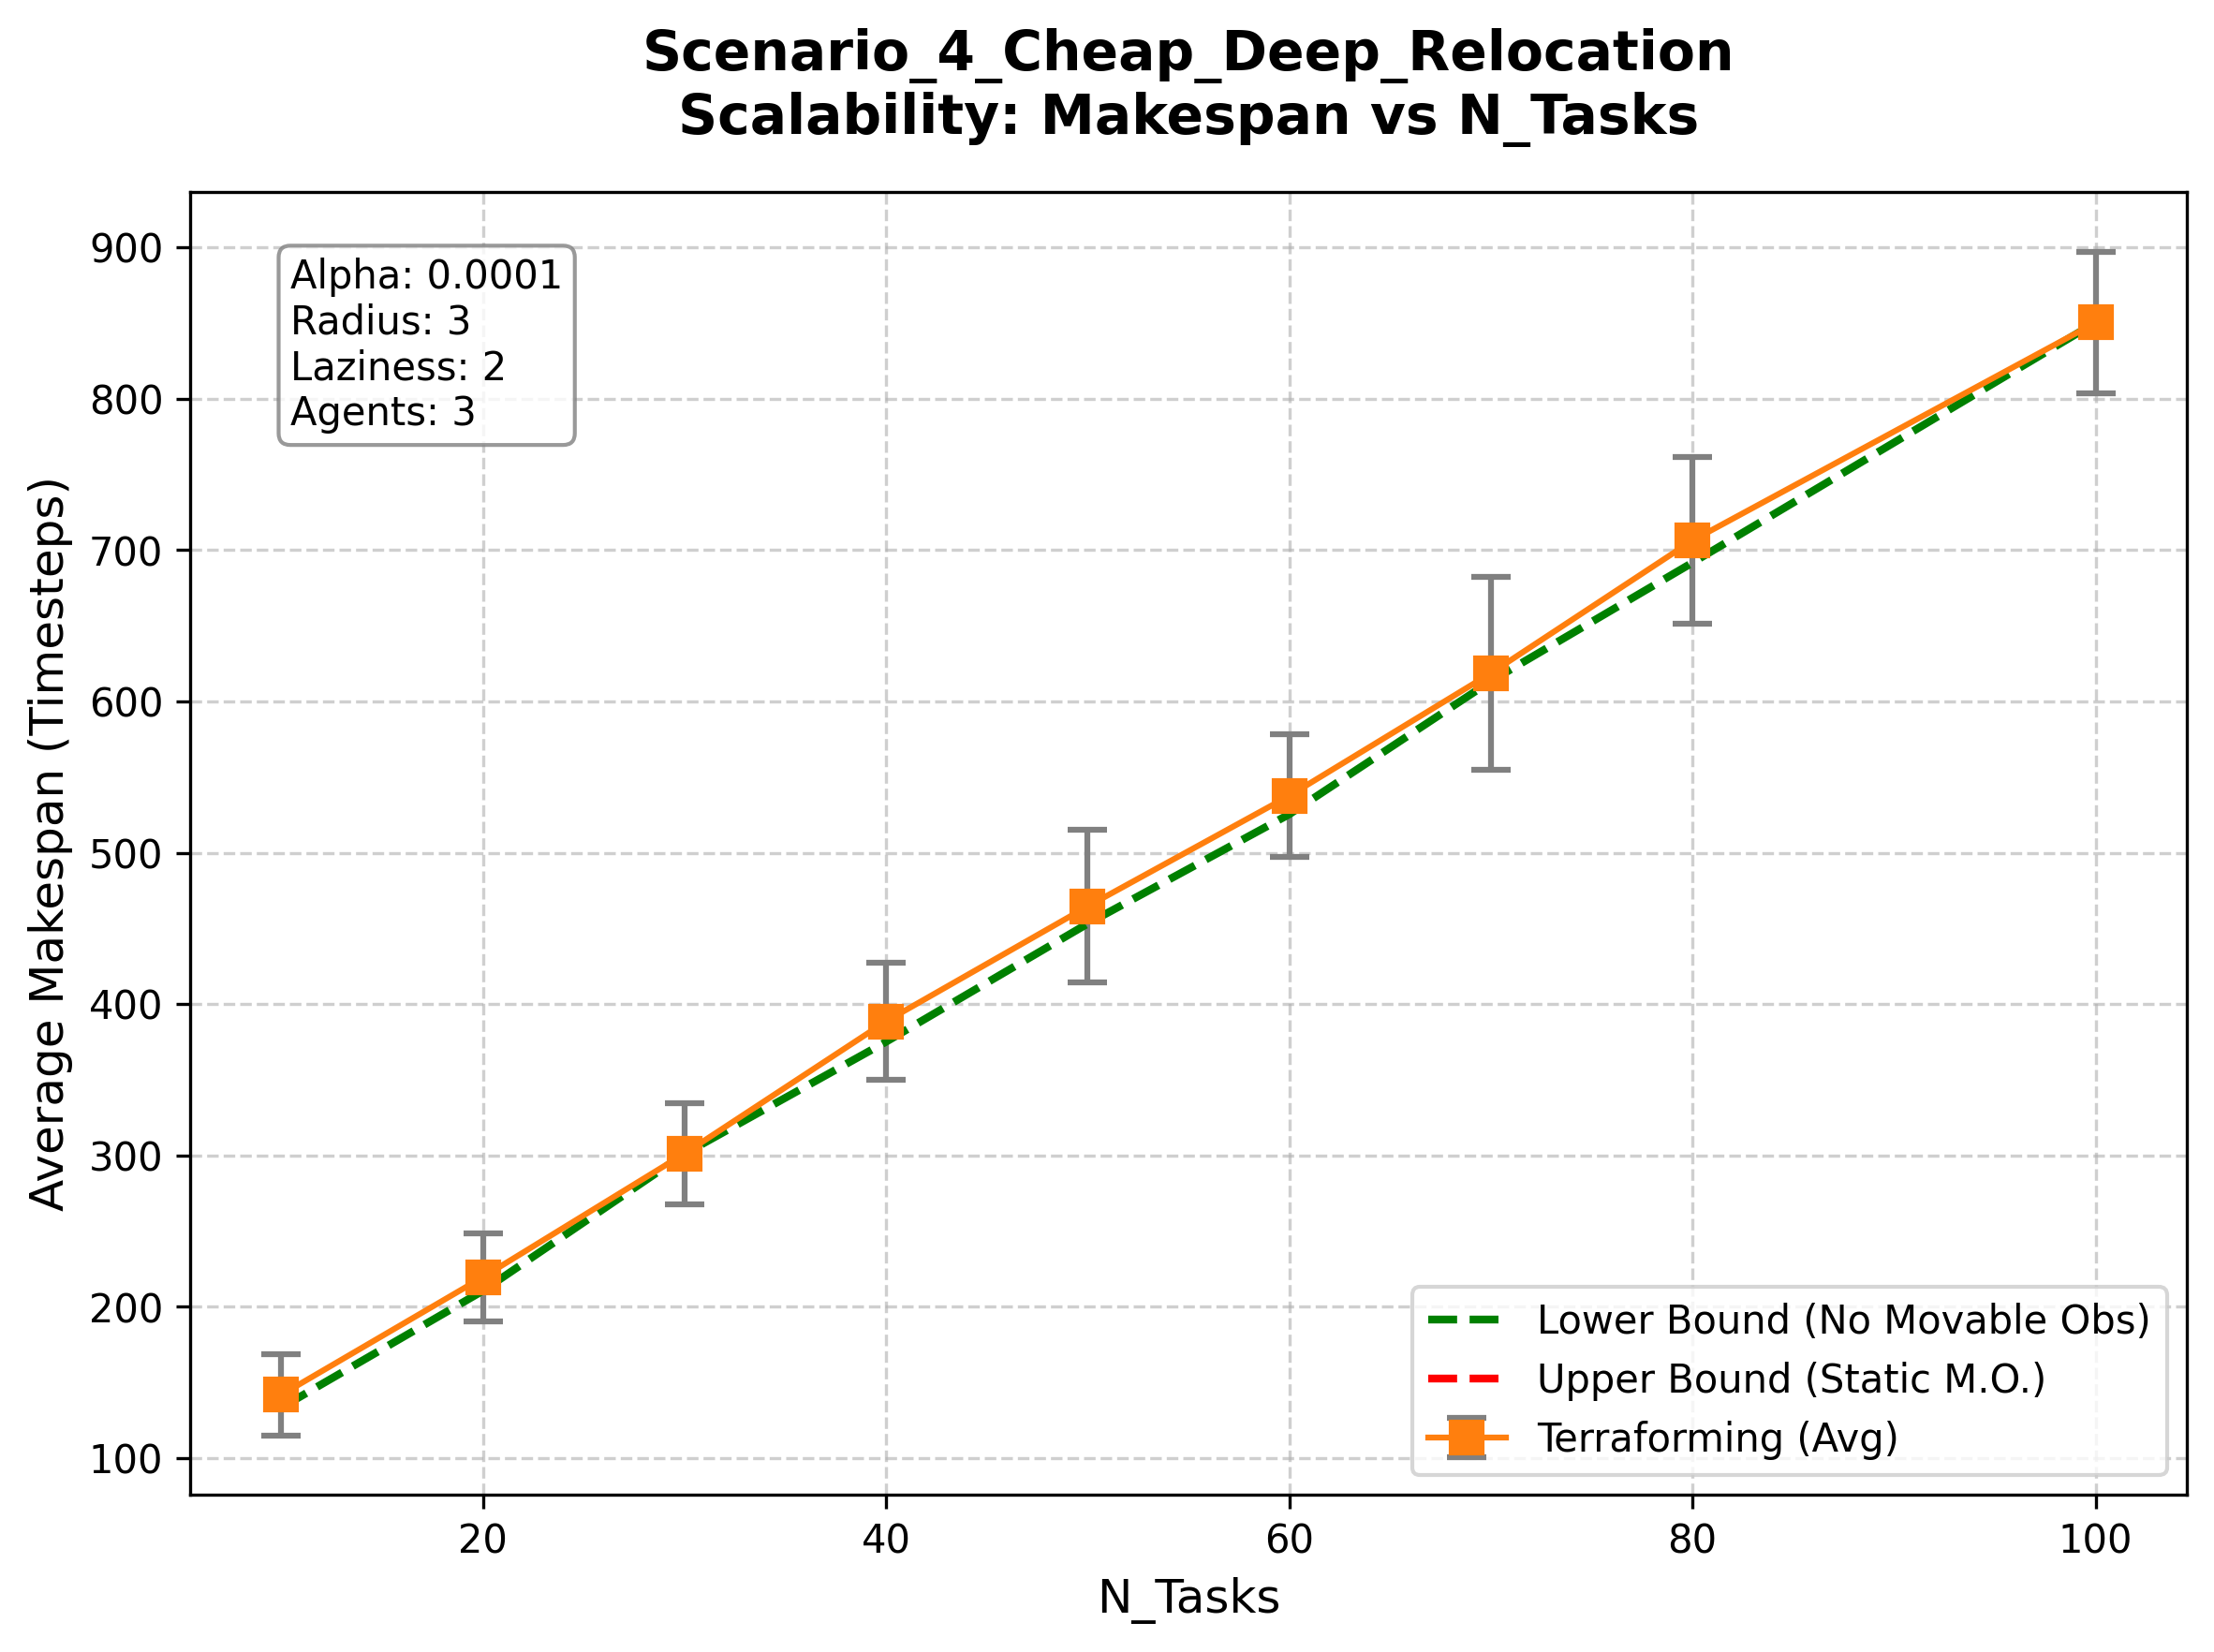 Scenario_4_Cheap_Deep_Relocation
Scalability: Makespan vs N_Tasks
Alpha: 0.0001
Radius: 3
Laziness: 2
Agents: 3
Average Makespan (Timesteps)
900
800
700
600
500
400
300
200
100
Lower Bound (No Movable Obs)
Upper Bound (Static M.O.)
Terraforming (Avg)
20 40 60 80 100
N_Tasks